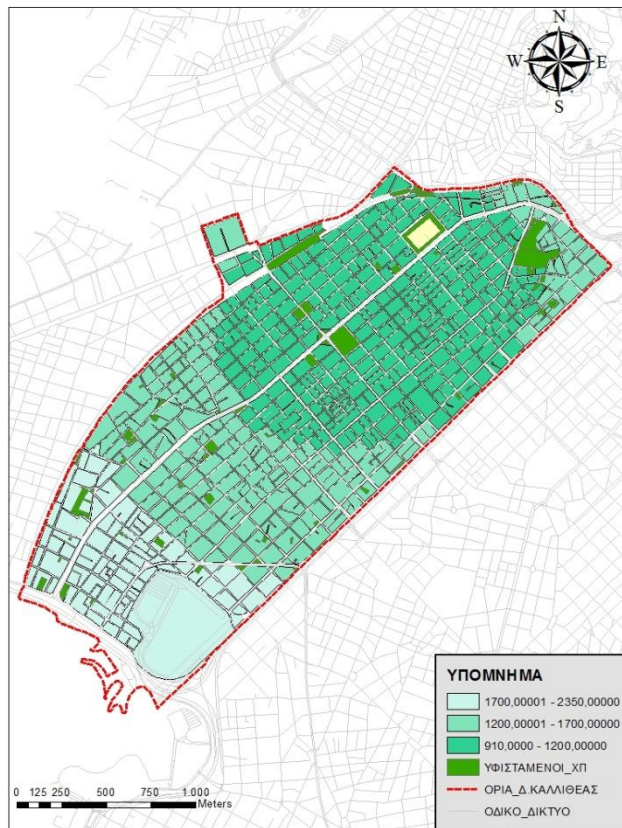 N
W E
S
ΥΠΟΜΝΗΜΑ
1700,00001 - 2350,00000
1200,00001 - 1700,00000
910,0000 - 1200,00000
ΥΦΙΣΤΑΜΕΝΟΙ_ΧΠ
ΟΡΙΑ_Δ.ΚΑΛΛΙΘΕΑΣ
ΟΔΙΚΟ_ΔΙΚΤΥΟ
0 125 250 500 750 1.000
Meters